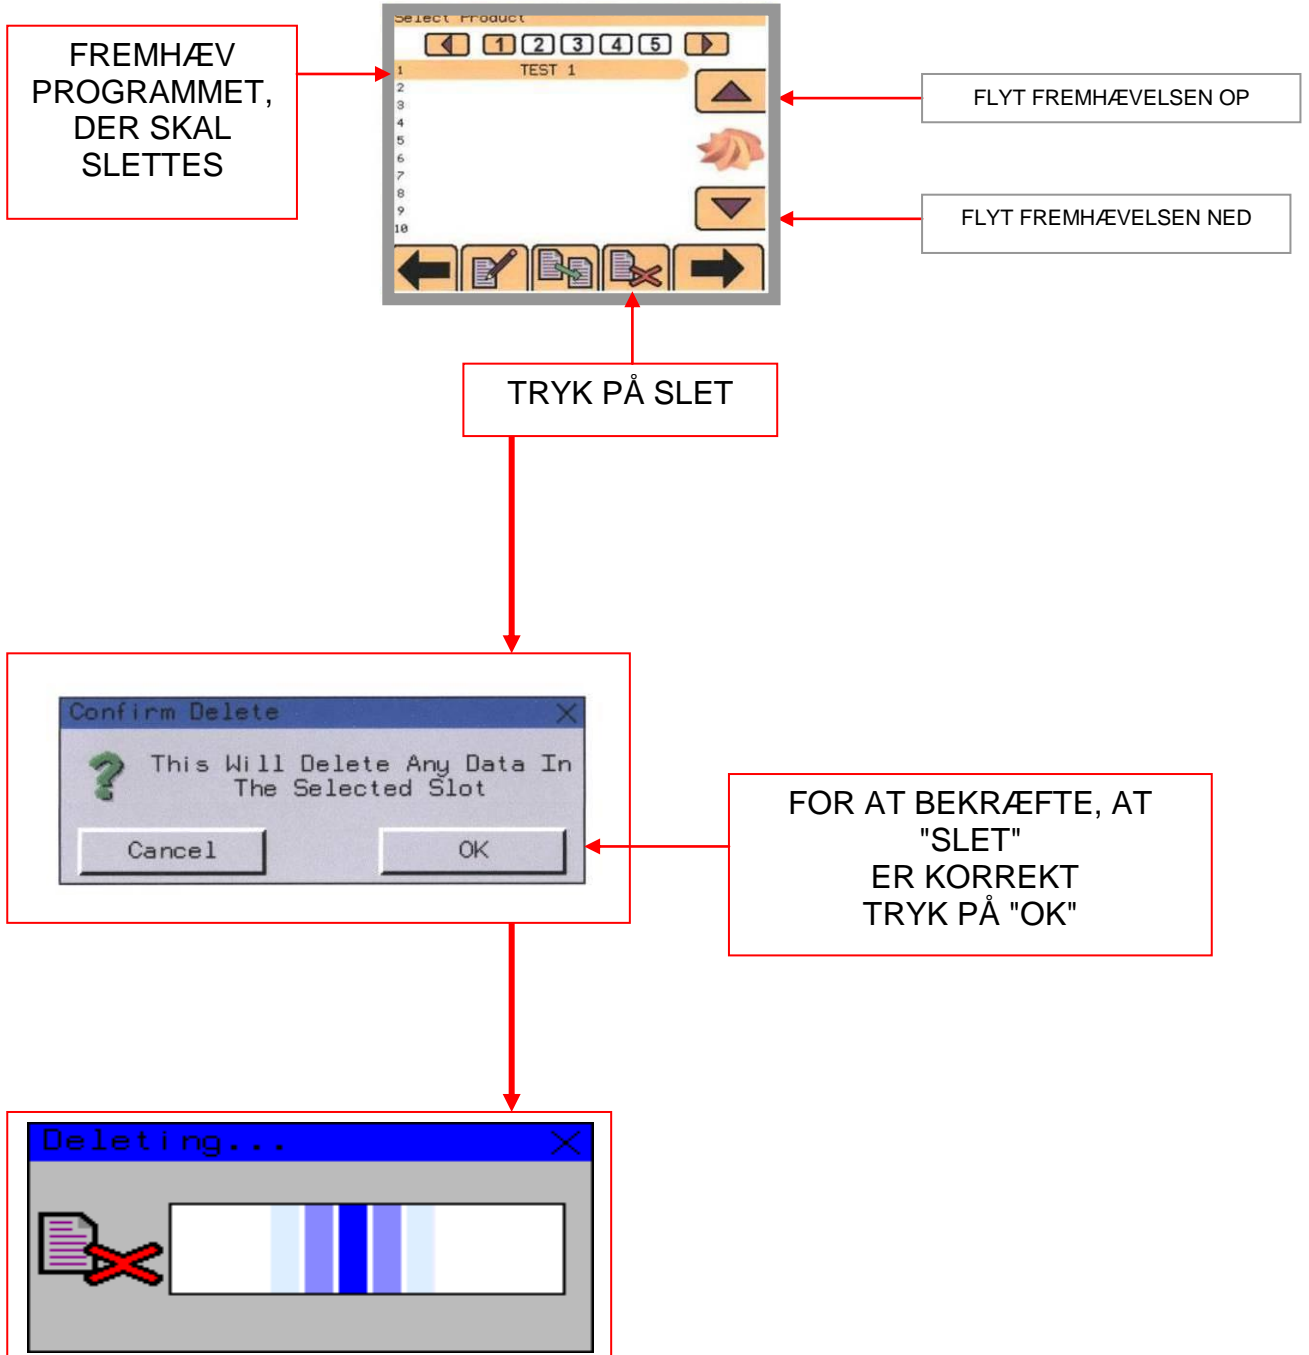 Select Product
1 2 3 4 5
1 TEST 1
2
3
4
5
6
7
8
9
10
FREMHÆV
PROGRAMMET,
DER SKAL
SLETTES
FLYT FREMHÆVELSEN OP
FLYT FREMHÆVELSEN NED
TRYK PÅ SLET
Confirm Delete
This Will Delete Any Data In
The Selected Slot
Cancel OK
FOR AT BEKRÆFTE, AT
"SLET"
ER KORREKT
TRYK PÅ "OK"
Deleting...